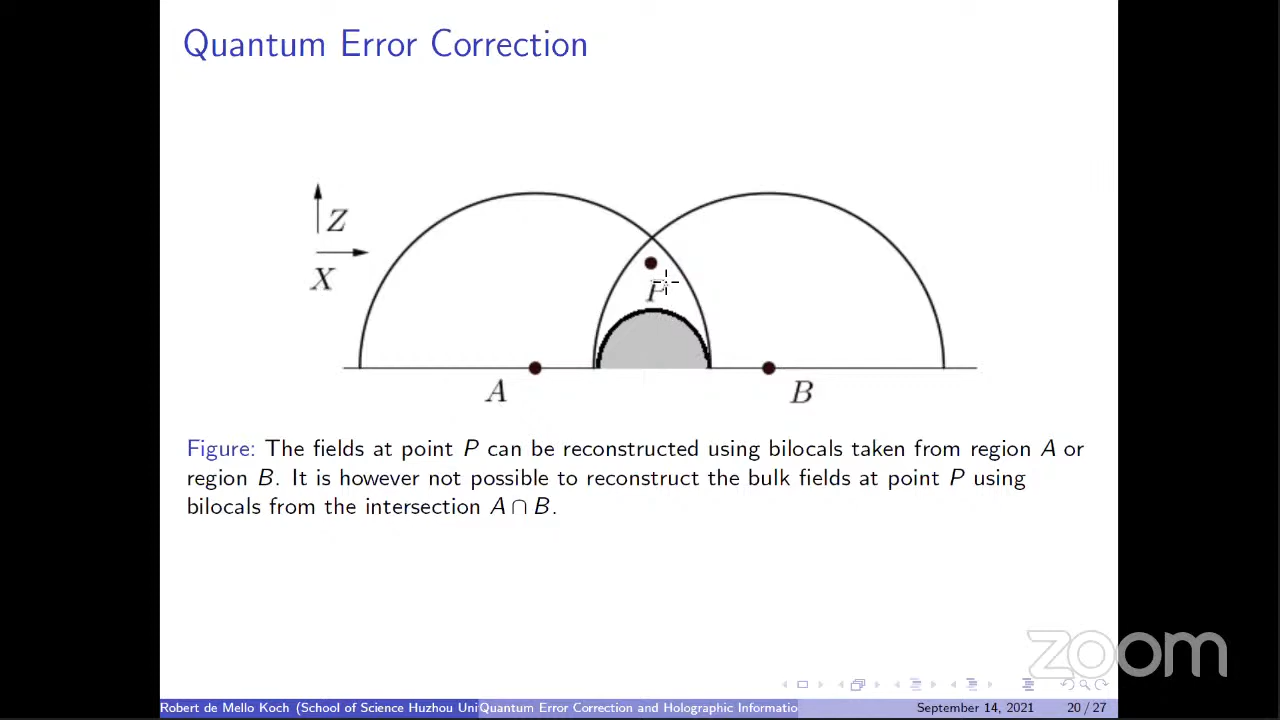 Quantum Error Correction
Z
X
P
A
B
Figure: The fields at point P can be reconstructed using bilocals taken from region A or
region B. It is however not possible to reconstruct the bulk fields at point P using
bilocals from the intersection A ∩ B.
zoom
Robert de Mello Koch (School of Science Huzhou Uni Quantum Error Correction and Holographic Informatio September 14, 2021 20 / 27